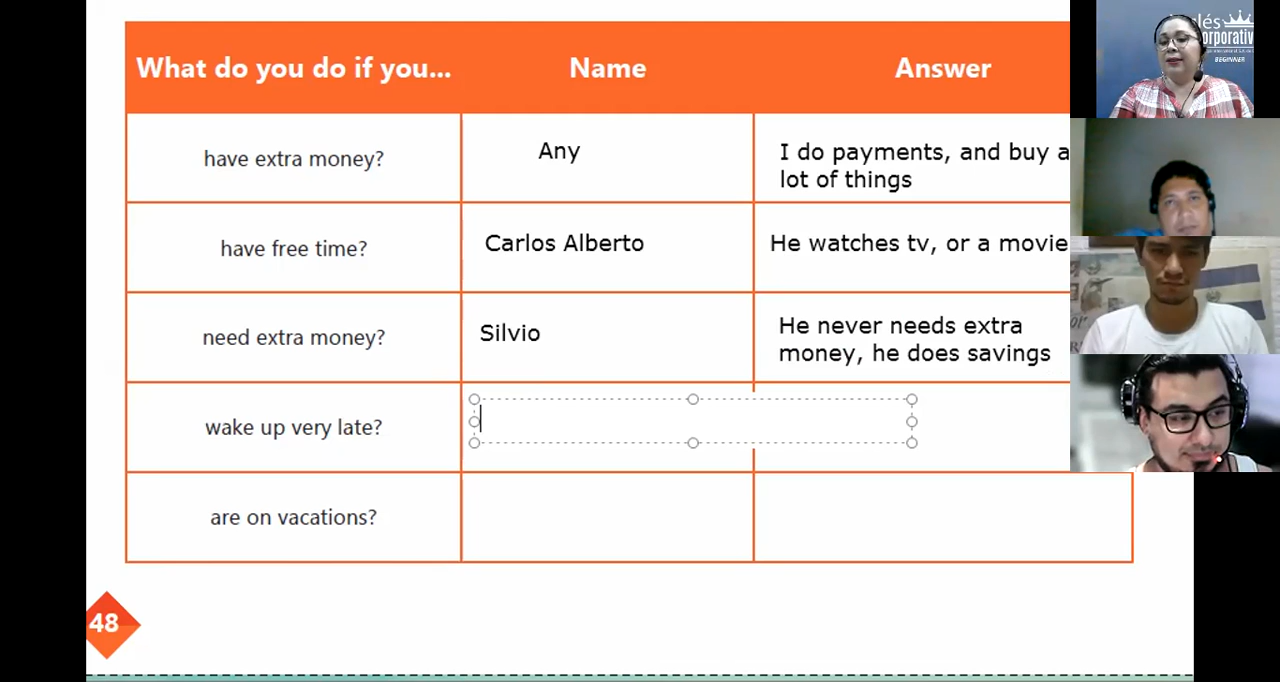 What do you do if you... Name Answer
have extra money? Any I do payments, and buy a
lot of things
have free time? Carlos Alberto He watches tv, or a movie
need extra money? Silvio He never needs extra
money, he does savings
wake up very late?
are on vacations?
48
BEGINNER